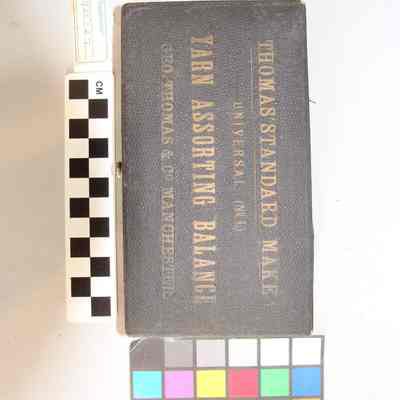 THOMAS' STANDARD MAKE
UNIVERSAL (No.1)
YARN ASSORTING BALANCE
GEO. THOMAS & Co. MANCHESTER.
CM